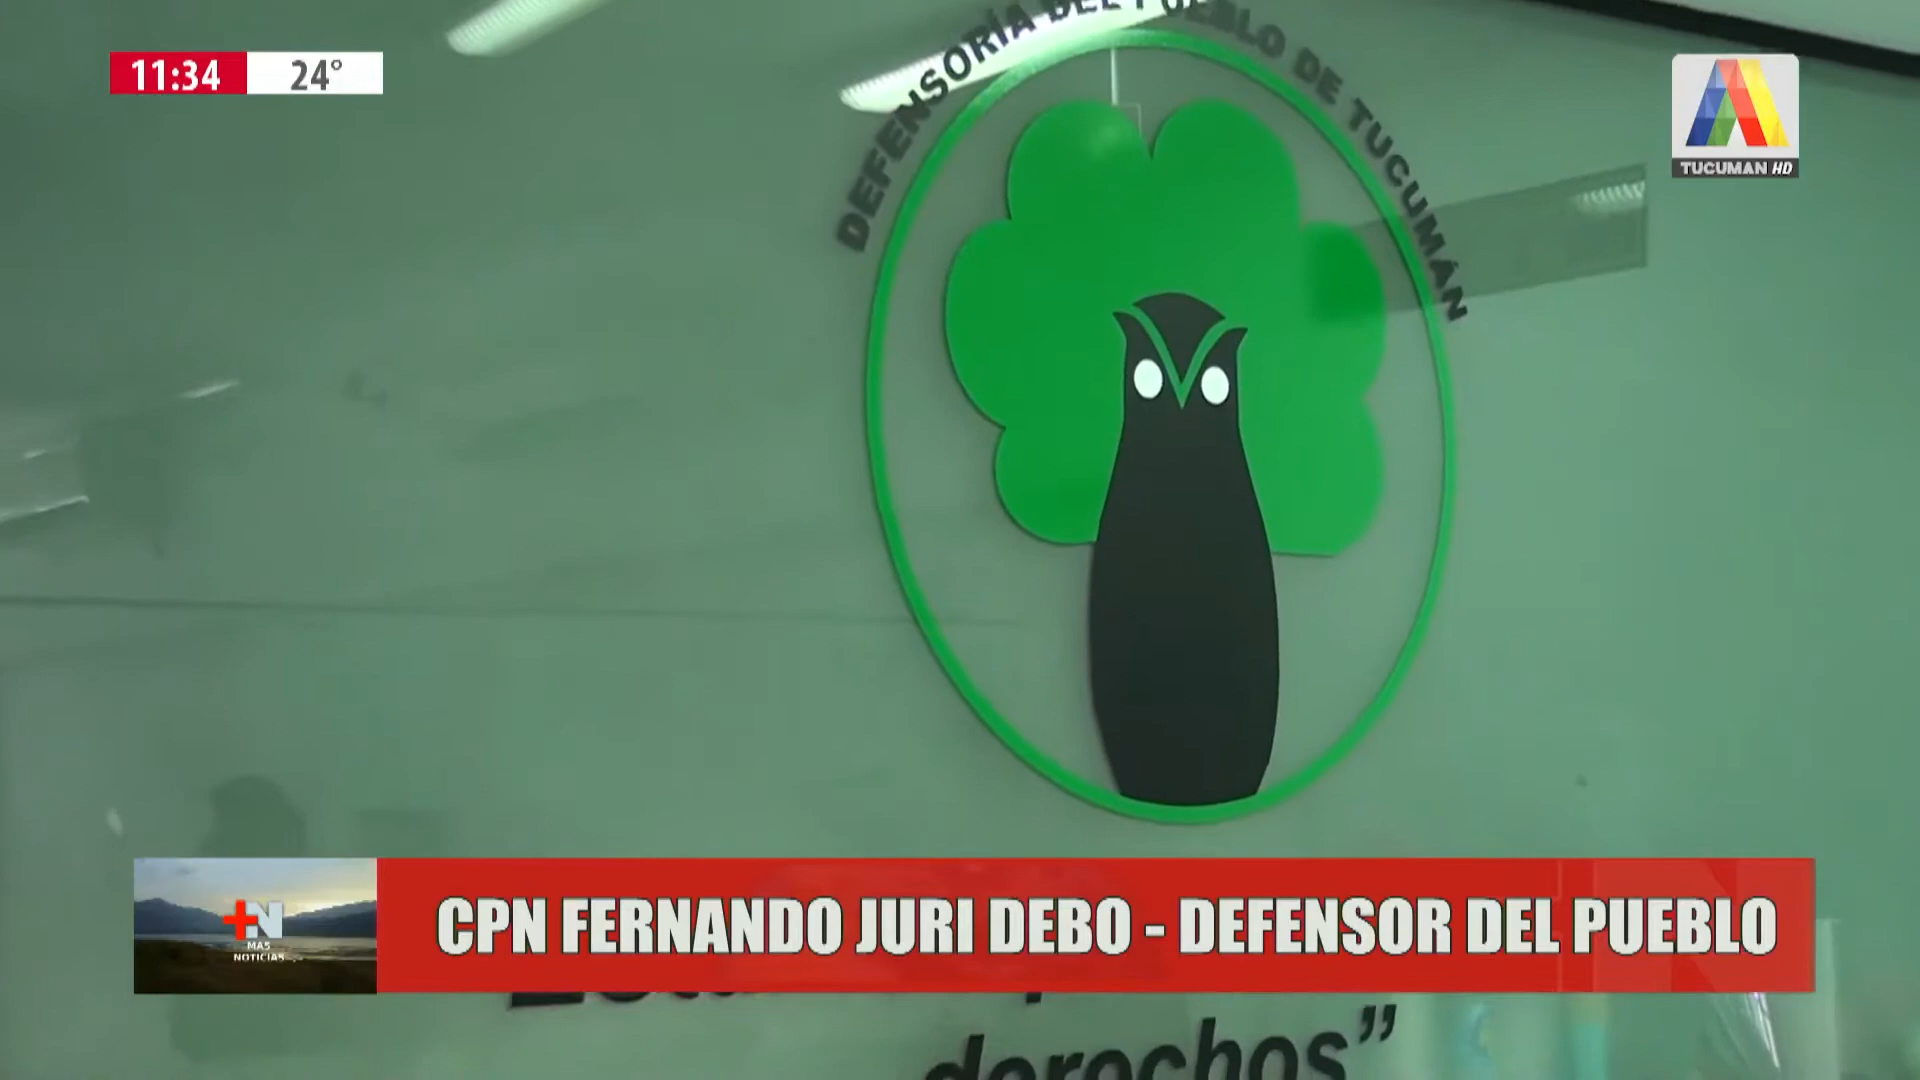 11:34 24°
DEFENSORÍA DEL PUEBLO DE TUCUMÁN
TUCUMAN HD
CPN FERNANDO JURI DEBO - DEFENSOR DEL PUEBLO
+N
MAS
NOTICIAS
derechos”